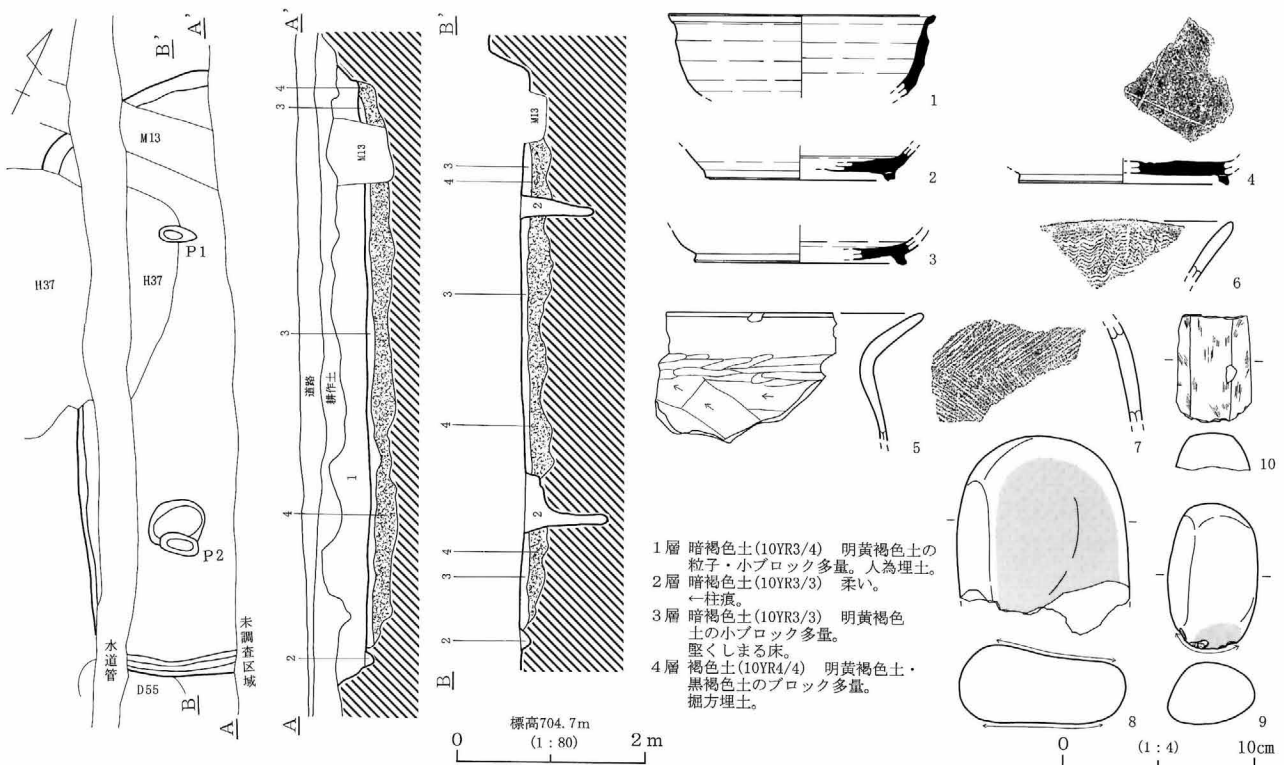 A'
B'
M13
P1
H37
H37
P2
水道管
未調査区域
D55
B
A
A'
4
3
M13
3
道路
耕作土
1
4
2
A
B'
M13
3
4
2
3
4
2
4
3
2
B
標高704.7m
(1：80)
0 2m
1
2
3
4
5
6
7
8
9
10
1層 暗褐色土(10YR3/4) 明黄褐色土の
粒子・小ブロック多量。人為埋土。
2層 暗褐色土(10YR3/3) 柔い。
←柱痕。
3層 暗褐色土(10YR3/3) 明黄褐色
土の小ブロック多量。
堅くしまる床。
4層 褐色土(10YR4/4) 明黄褐色土・
黒褐色土のブロック多量。
掘方埋土。
0 (1：4) 10cm